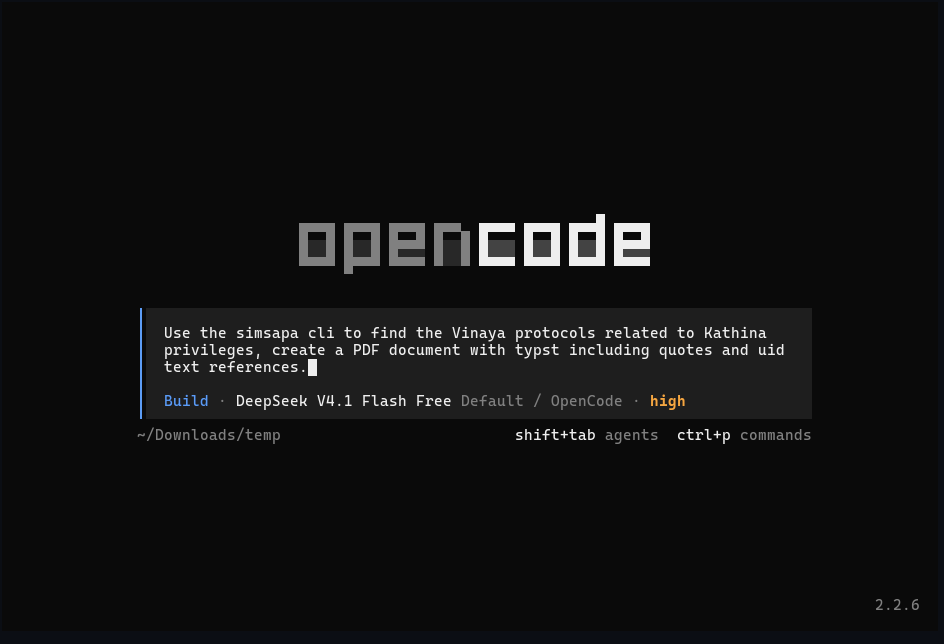 opencode
Use the simsapa cli to find the Vinaya protocols related to Kathina
privileges, create a PDF document with typst including quotes and uid
text references.
Build · DeepSeek V4.1 Flash Free Default / OpenCode · high
~/Downloads/temp shift+tab agents ctrl+p commands
2.2.6